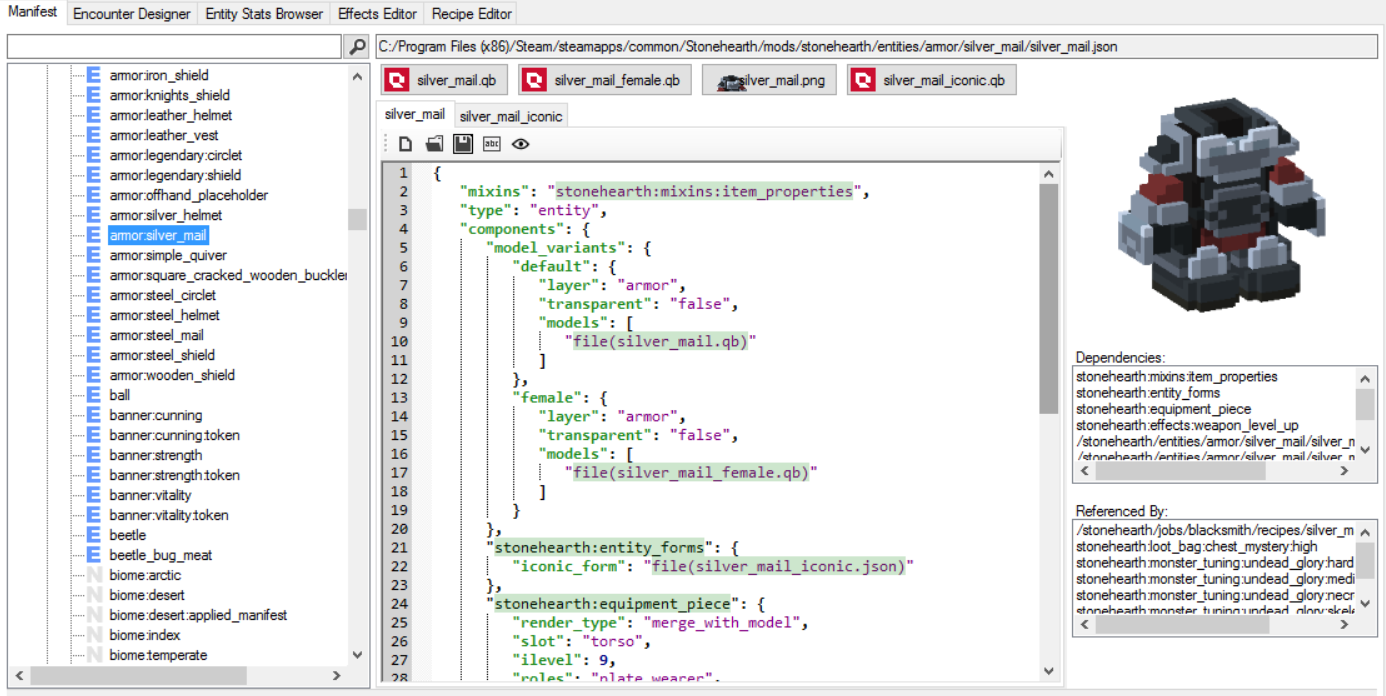 Manifest Encounter Designer Entity Stats Browser Effects Editor Recipe Editor
C:/Program Files (x86)/Steam/steamapps/common/Stonehearth/mods/stonehearth/entities/armor/silver_mail/silver_mail.json
armor:iron_shield
armor:knights_shield
armor:leather_helmet
armor:leather_vest
armor:legendary:circlet
armor:legendary:shield
armor:offhand_placeholder
armor:silver_helmet
armor:silver_mail
armor:simple_quiver
armor:square_cracked_wooden_buckler
armor:steel_circlet
armor:steel_helmet
armor:steel_mail
armor:steel_shield
armor:wooden_shield
ball
banner:cunning
banner:cunning:token
banner:strength
banner:strength:token
banner:vitality
banner:vitality:token
beetle
beetle_bug_meat
biome:arctic
biome:desert
biome:desert:applied_manifest
biome:index
biome:temperate
silver_mail.qb silver_mail_female.qb silver_mail.png silver_mail_iconic.qb
silver_mail silver_mail_iconic
abc
1 {
2 "mixins": "stonehearth:mixins:item_properties",
3 "type": "entity",
4 "components": {
5 "model_variants": {
6 "default": {
7 "layer": "armor",
8 "transparent": "false",
9 "models": [
10 "file(silver_mail.qb)"
11 ]
12 },
13 "female": {
14 "layer": "armor",
15 "transparent": "false",
16 "models": [
17 "file(silver_mail_female.qb)"
18 ]
19 }
20 },
21 "stonehearth:entity_forms": {
22 "iconic_form": "file(silver_mail_iconic.json)"
23 },
24 "stonehearth:equipment_piece": {
25 "render_type": "merge_with_model",
26 "slot": "torso",
27 "ilevel": 9,
28 "roles": "plate_wearer",
Dependencies:
stonehearth:mixins:item_properties
stonehearth:entity_forms
stonehearth:equipment_piece
stonehearth:effects:weapon_level_up
/stonehearth/entities/armor/silver_mail/silver_m
/stonehearth/entities/armor/silver_mail/silver_m
Referenced By:
/stonehearth/jobs/blacksmith/recipes/silver_m
stonehearth:loot_bag:chest_mystery:high
stonehearth:monster_tuning:undead_glory:hard
stonehearth:monster_tuning:undead_glory:medi
stonehearth:monster_tuning:undead_glory:necr
stonehearth:monster_tuning:undead_glory:skele